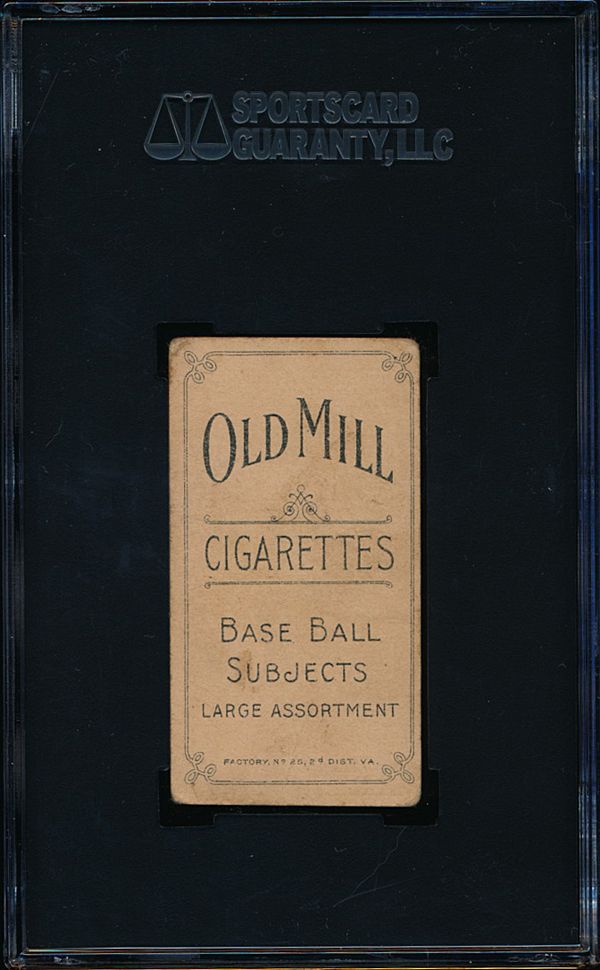 SPORTSCARD
GUARANTY, LLC
OLD MILL
CIGARETTES
BASE BALL
SUBJECTS
LARGE ASSORTMENT
FACTORY, Nº 25, 2d DIST. VA.